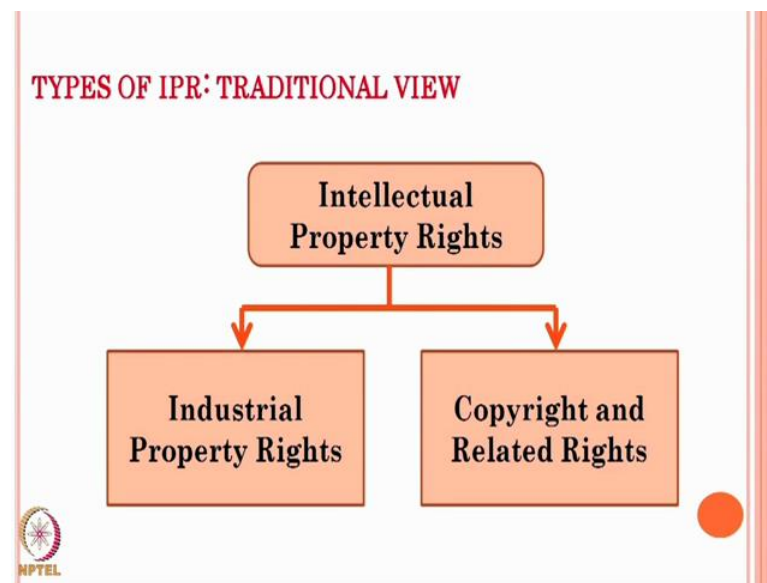 TYPES OF IPR: TRADITIONAL VIEW
Intellectual
Property Rights
Industrial
Property Rights
Copyright and
Related Rights
NPTEL